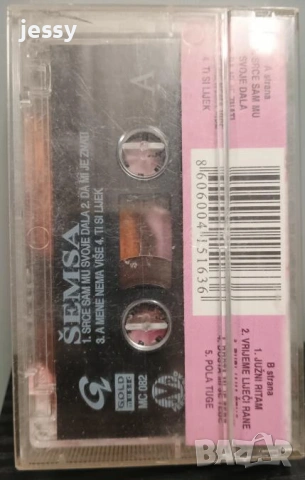 jessy
A strana
SRCE SAM MU
SVOJE DALA
4. TI SI LIJEK
A
ŠEMSA
1. SRCE SAM MU SVOJE DALA 2. DA MI JE ZNATI
3. A MENE NEMA VIŠE 4. TI SI LIJEK
G
GOLD
MC-082
8606004151636
B strana
1. JUŽNI RITAM
2. VRIJEME LIJEČI RANE
5. POLA TUGE
BAZAR